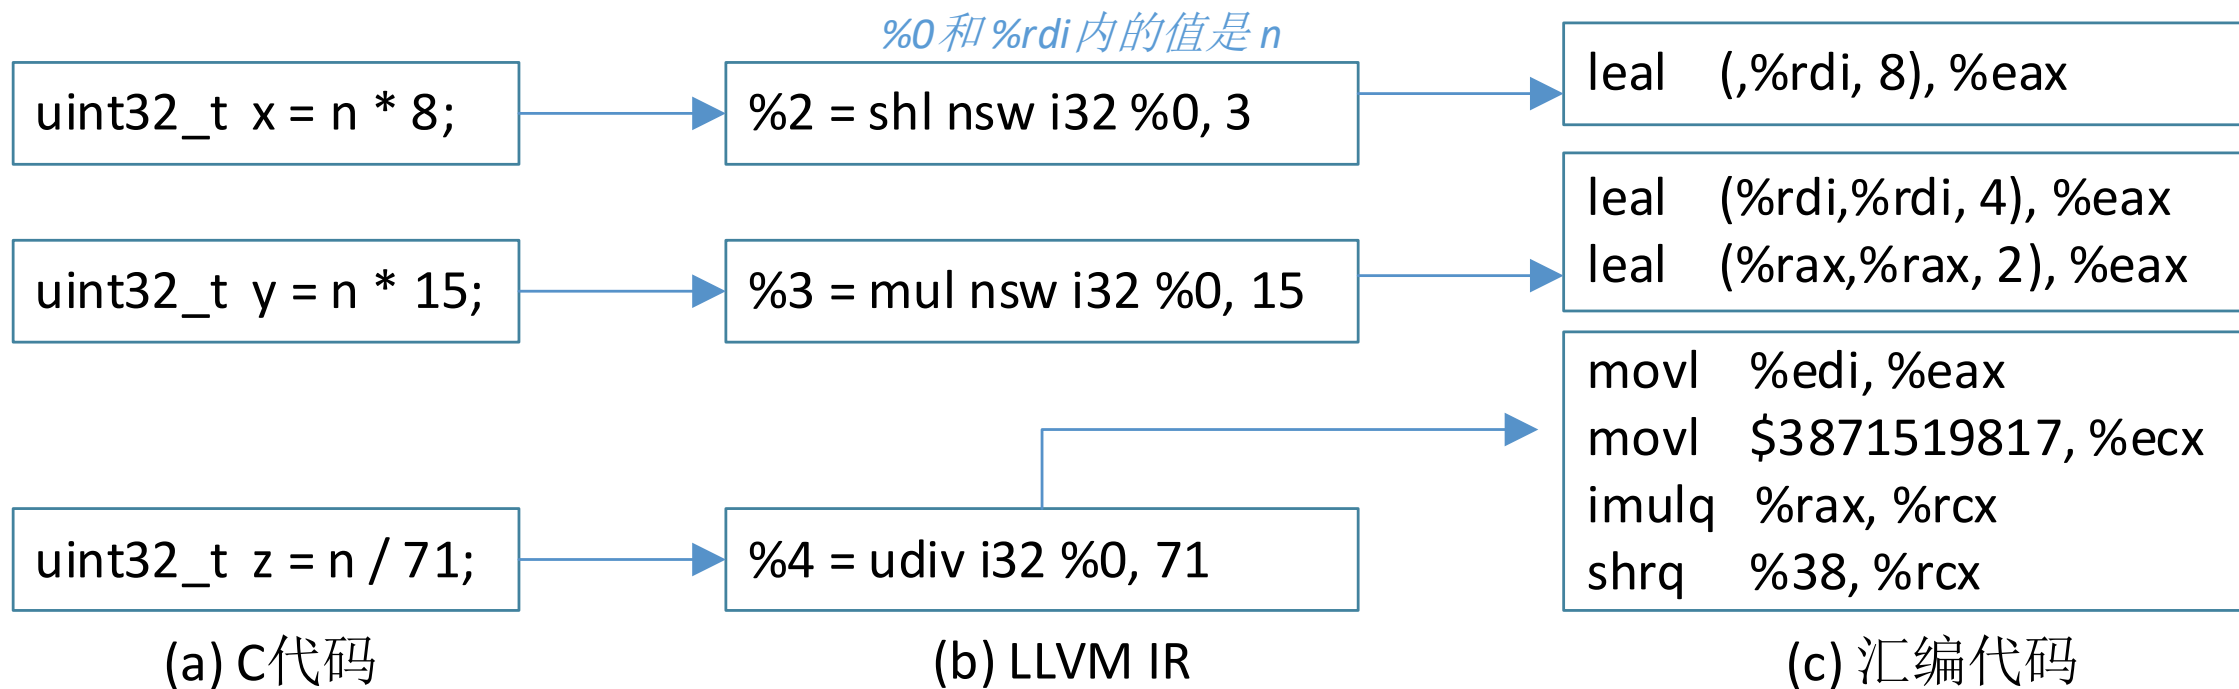 %0和%rdi内的值是n
uint32_t x = n * 8;
%2 = shl nsw i32 %0, 3
leal (,%rdi, 8), %eax
uint32_t y = n * 15;
%3 = mul nsw i32 %0, 15
leal (%rdi,%rdi, 4), %eax
leal (%rax,%rax, 2), %eax
uint32_t z = n / 71;
%4 = udiv i32 %0, 71
movl %edi, %eax
movl $3871519817, %ecx
imulq %rax, %rcx
shrq %38, %rcx
(a) C代码
(b) LLVM IR
(c) 汇编代码